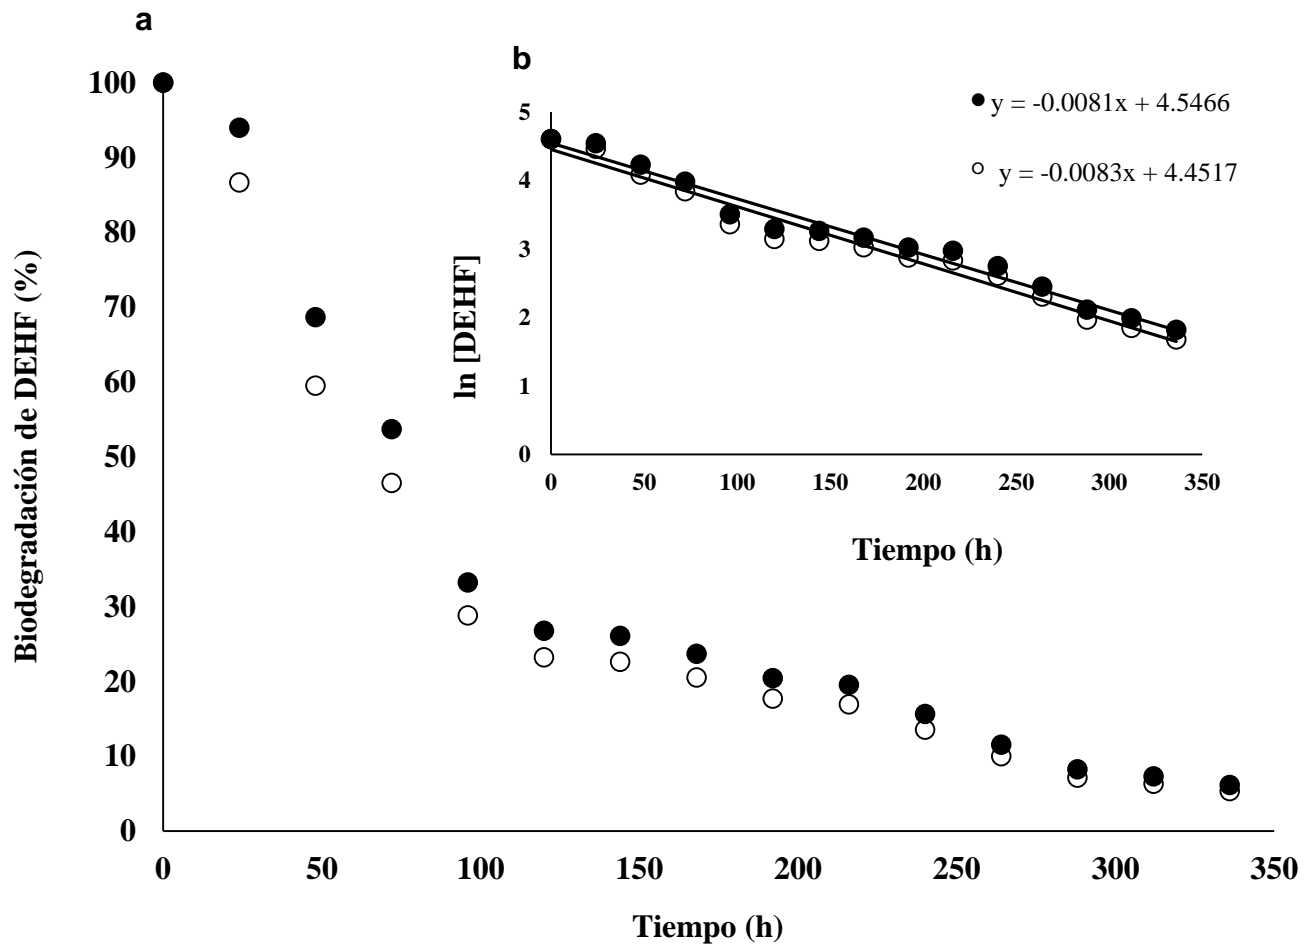 a
b
100
90
80
70
60
50
40
30
20
10
0
0 50 100 150 200 250 300 350
Tiempo (h)
Biodegradación de DEHF (%)
y = -0.0081x + 4.5466
y = -0.0083x + 4.4517
5
4
3
2
1
0
0 50 100 150 200 250 300 350
Tiempo (h)
ln [DEHF]